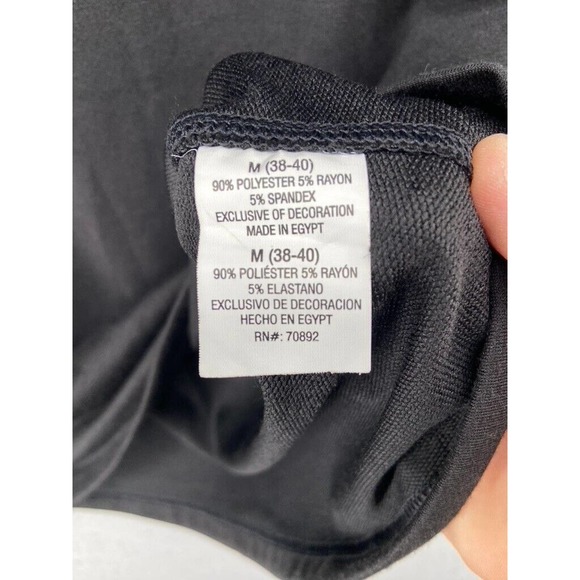 M (38-40)
90% POLYESTER 5% RAYON
5% SPANDEX
EXCLUSIVE OF DECORATION
MADE IN EGYPT
M (38-40)
90% POLIÉSTER 5% RAYÓN
5% ELASTANO
EXCLUSIVO DE DECORACION
HECHO EN EGYPT
RN#: 70892